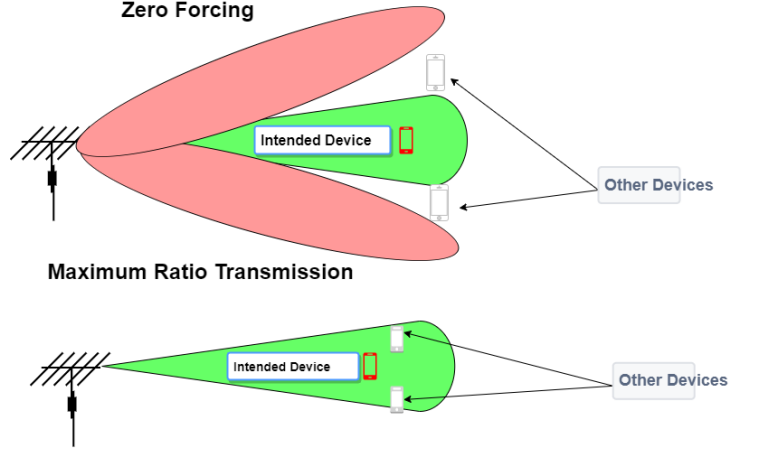 Zero Forcing
Intended Device
Other Devices
Maximum Ratio Transmission
Intended Device
Other Devices